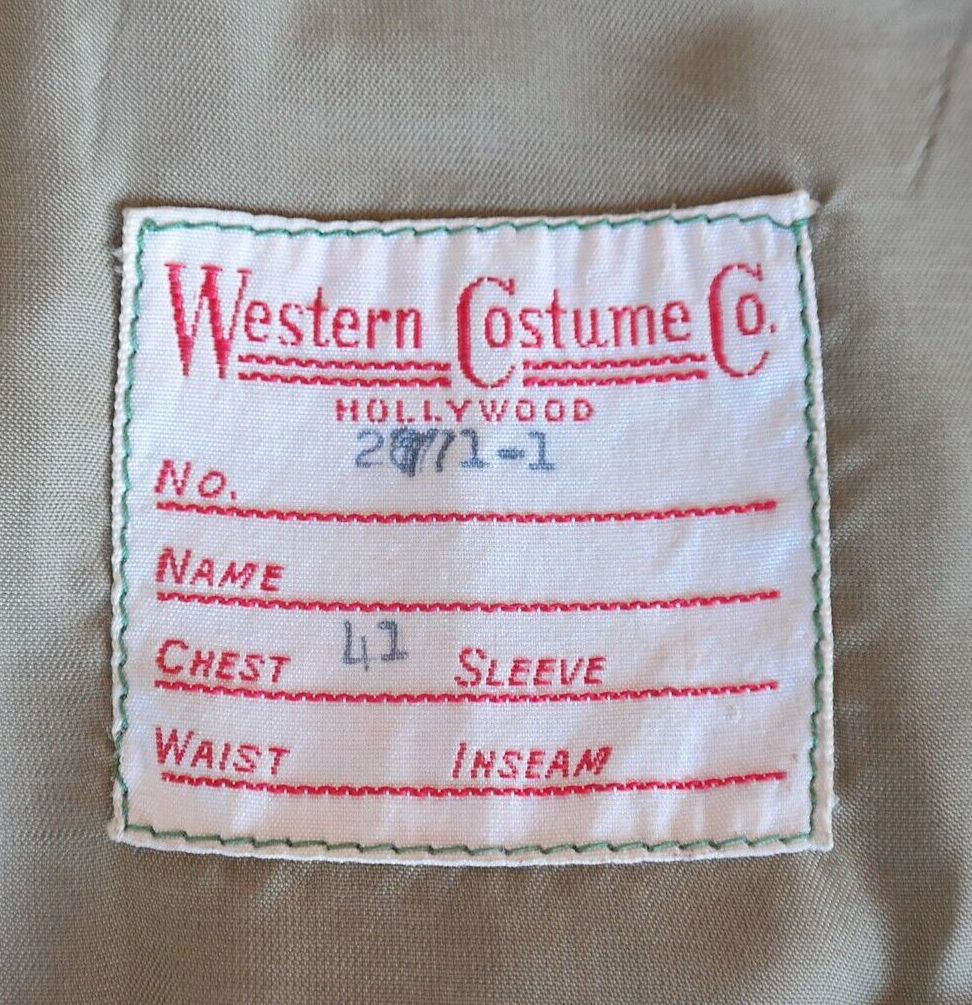 Western Costume Co.
HOLLYWOOD
No.
NAME
CHEST 41 SLEEVE
WAIST INSEAM